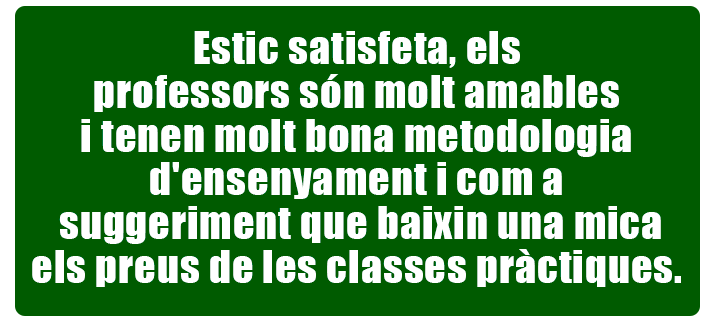 Estic satisfeta, els
professors són molt amables
i tenen molt bona metodologia
d'ensenyament i com a
suggeriment que baixin una mica
els preus de les classes pràctiques.